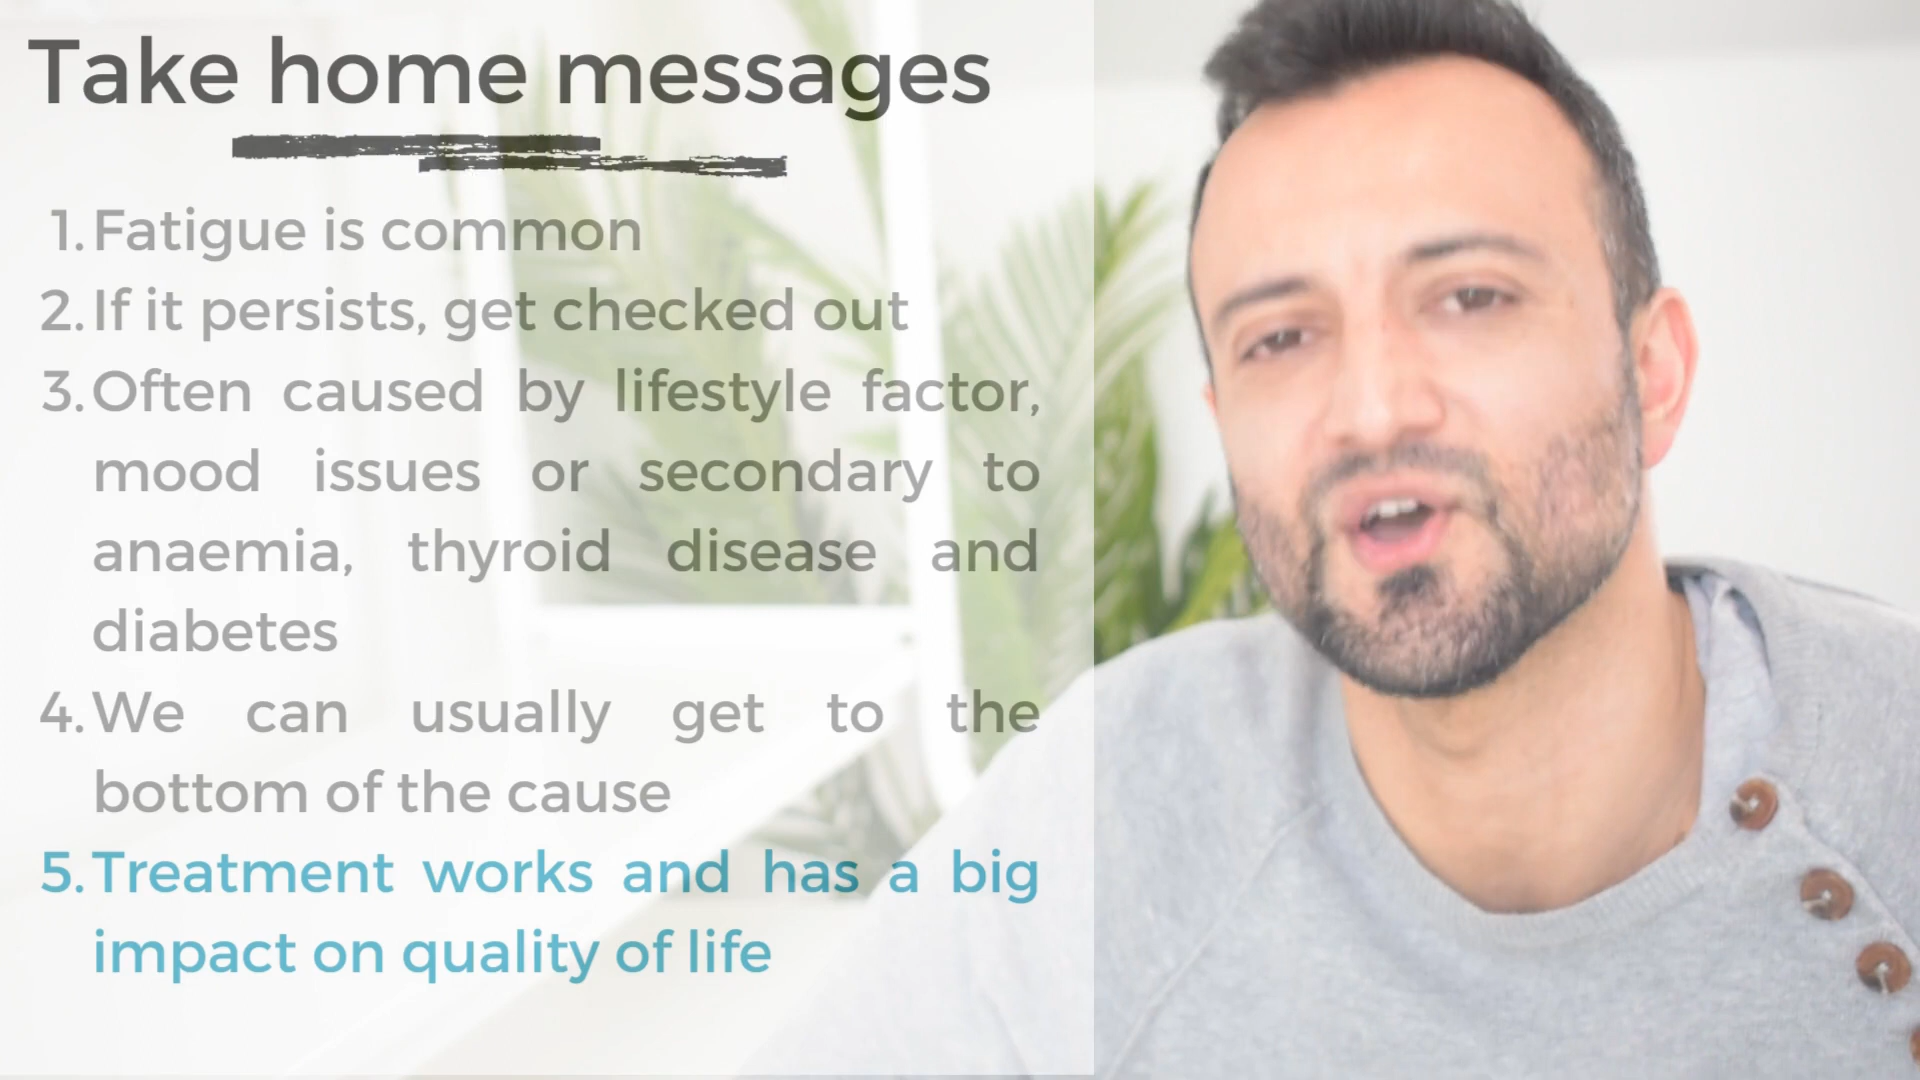 Take home messages
1. Fatigue is common
2. If it persists, get checked out
3. Often caused by lifestyle factor,
mood issues or secondary to
anaemia, thyroid disease and
diabetes
4. We can usually get to the
bottom of the cause
5. Treatment works and has a big
impact on quality of life